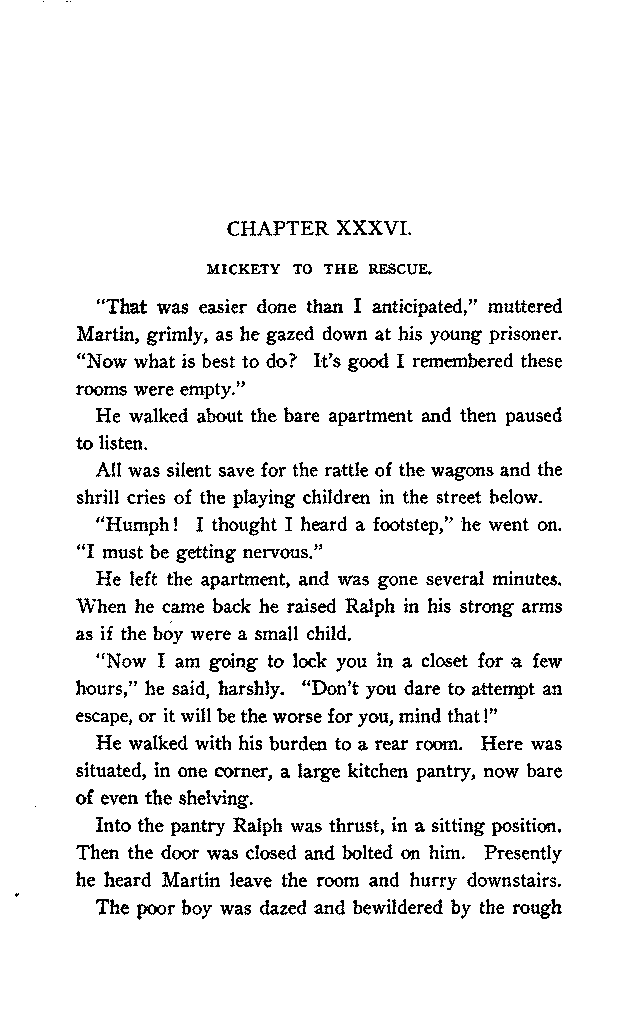 CHAPTER XXXVI.
MICKETY TO THE RESCUE.
“That was easier done than I anticipated,” muttered
Martin, grimly, as he gazed down at his young prisoner.
“Now what is best to do? It’s good I remembered these
rooms were empty.”
He walked about the bare apartment and then paused
to listen.
All was silent save for the rattle of the wagons and the
shrill cries of the playing children in the street below.
“Humph! I thought I heard a footstep,” he went on.
“I must be getting nervous.”
He left the apartment, and was gone several minutes.
When he came back he raised Ralph in his strong arms
as if the boy were a small child.
“Now I am going to lock you in a closet for a few
hours,” he said, harshly. “Don’t you dare to attempt an
escape, or it will be the worse for you, mind that!”
He walked with his burden to a rear room. Here was
situated, in one corner, a large kitchen pantry, now bare
of even the shelving.
Into the pantry Ralph was thrust, in a sitting position.
Then the door was closed and bolted on him. Presently
he heard Martin leave the room and hurry downstairs.
The poor boy was dazed and bewildered by the rough